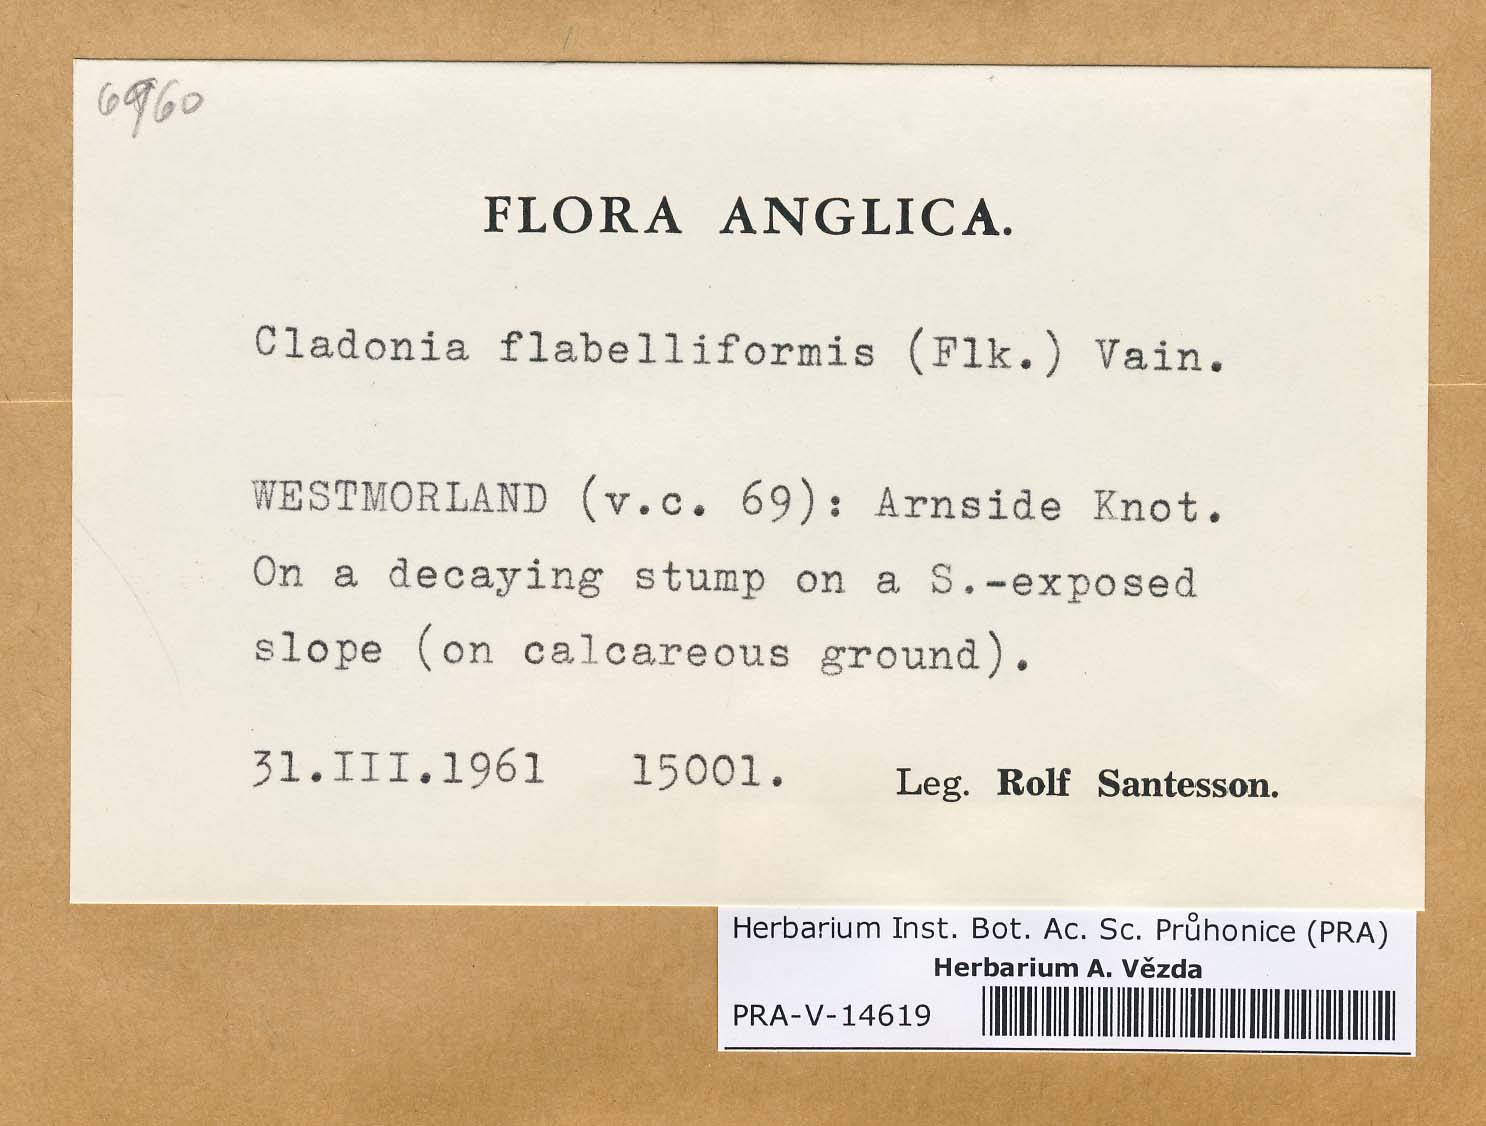 FLORA ANGLICA.
Cladonia flabelliformis (Flk.) Vain.
WESTMORLAND (v.c. 69): Arnside Knot.
On a decaying stump on a S.-exposed
slope (on calcareous ground).
31.III.1961 15001.
Leg. Rolf Santesson.
Herbarium Inst. Bot. Ac. Sc. Průhonice (PRA)
Herbarium A. Vězda
PRA-V-14619